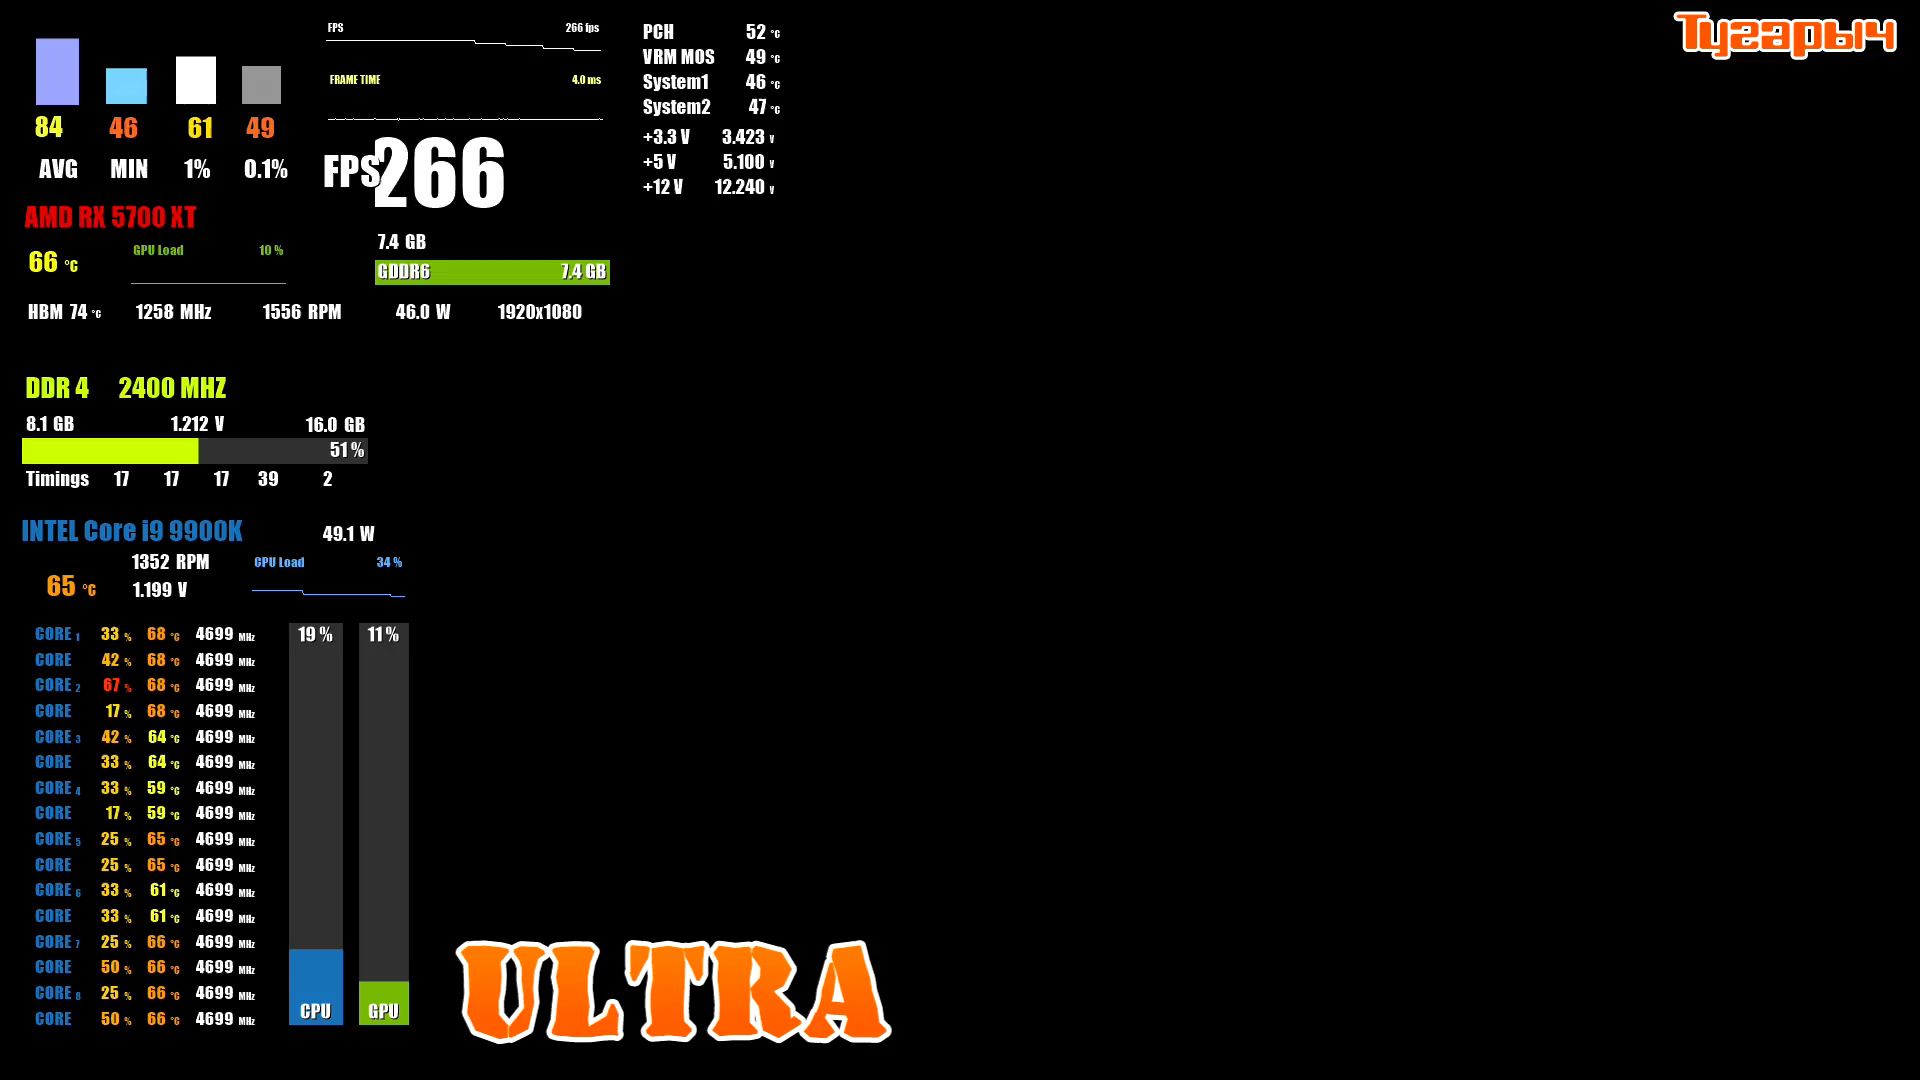 Тугарыч
FPS 266 fps
FRAME TIME 4.0 ms
84 46 61 49
AVG MIN 1% 0.1%
FPS 266
PCH 52 °C
VRM MOS 49 °C
System1 46 °C
System2 47 °C
+3.3 V 3.423 V
+5 V 5.100 V
+12 V 12.240 V
AMD RX 5700 XT
66 °C GPU Load 10 %
7.4 GB
GDDR6 7.4 GB
HBM 74 °C 1258 MHz 1556 RPM 46.0 W 1920x1080
DDR 4 2400 MHZ
8.1 GB 1.212 V 16.0 GB
51 %
Timings 17 17 17 39 2
INTEL Core i9 9900K 49.1 W
1352 RPM CPU Load 34 %
65 °C 1.199 V
CORE 1 33 % 68 °C 4699 MHz
CORE 42 % 68 °C 4699 MHz
CORE 2 67 % 68 °C 4699 MHz
CORE 17 % 68 °C 4699 MHz
CORE 3 42 % 64 °C 4699 MHz
CORE 33 % 64 °C 4699 MHz
CORE 4 33 % 59 °C 4699 MHz
CORE 17 % 59 °C 4699 MHz
CORE 5 25 % 65 °C 4699 MHz
CORE 25 % 65 °C 4699 MHz
CORE 6 33 % 61 °C 4699 MHz
CORE 33 % 61 °C 4699 MHz
CORE 7 25 % 66 °C 4699 MHz
CORE 50 % 66 °C 4699 MHz
CORE 8 25 % 66 °C 4699 MHz
CORE 50 % 66 °C 4699 MHz
19 % 11 %
CPU GPU
ULTRA